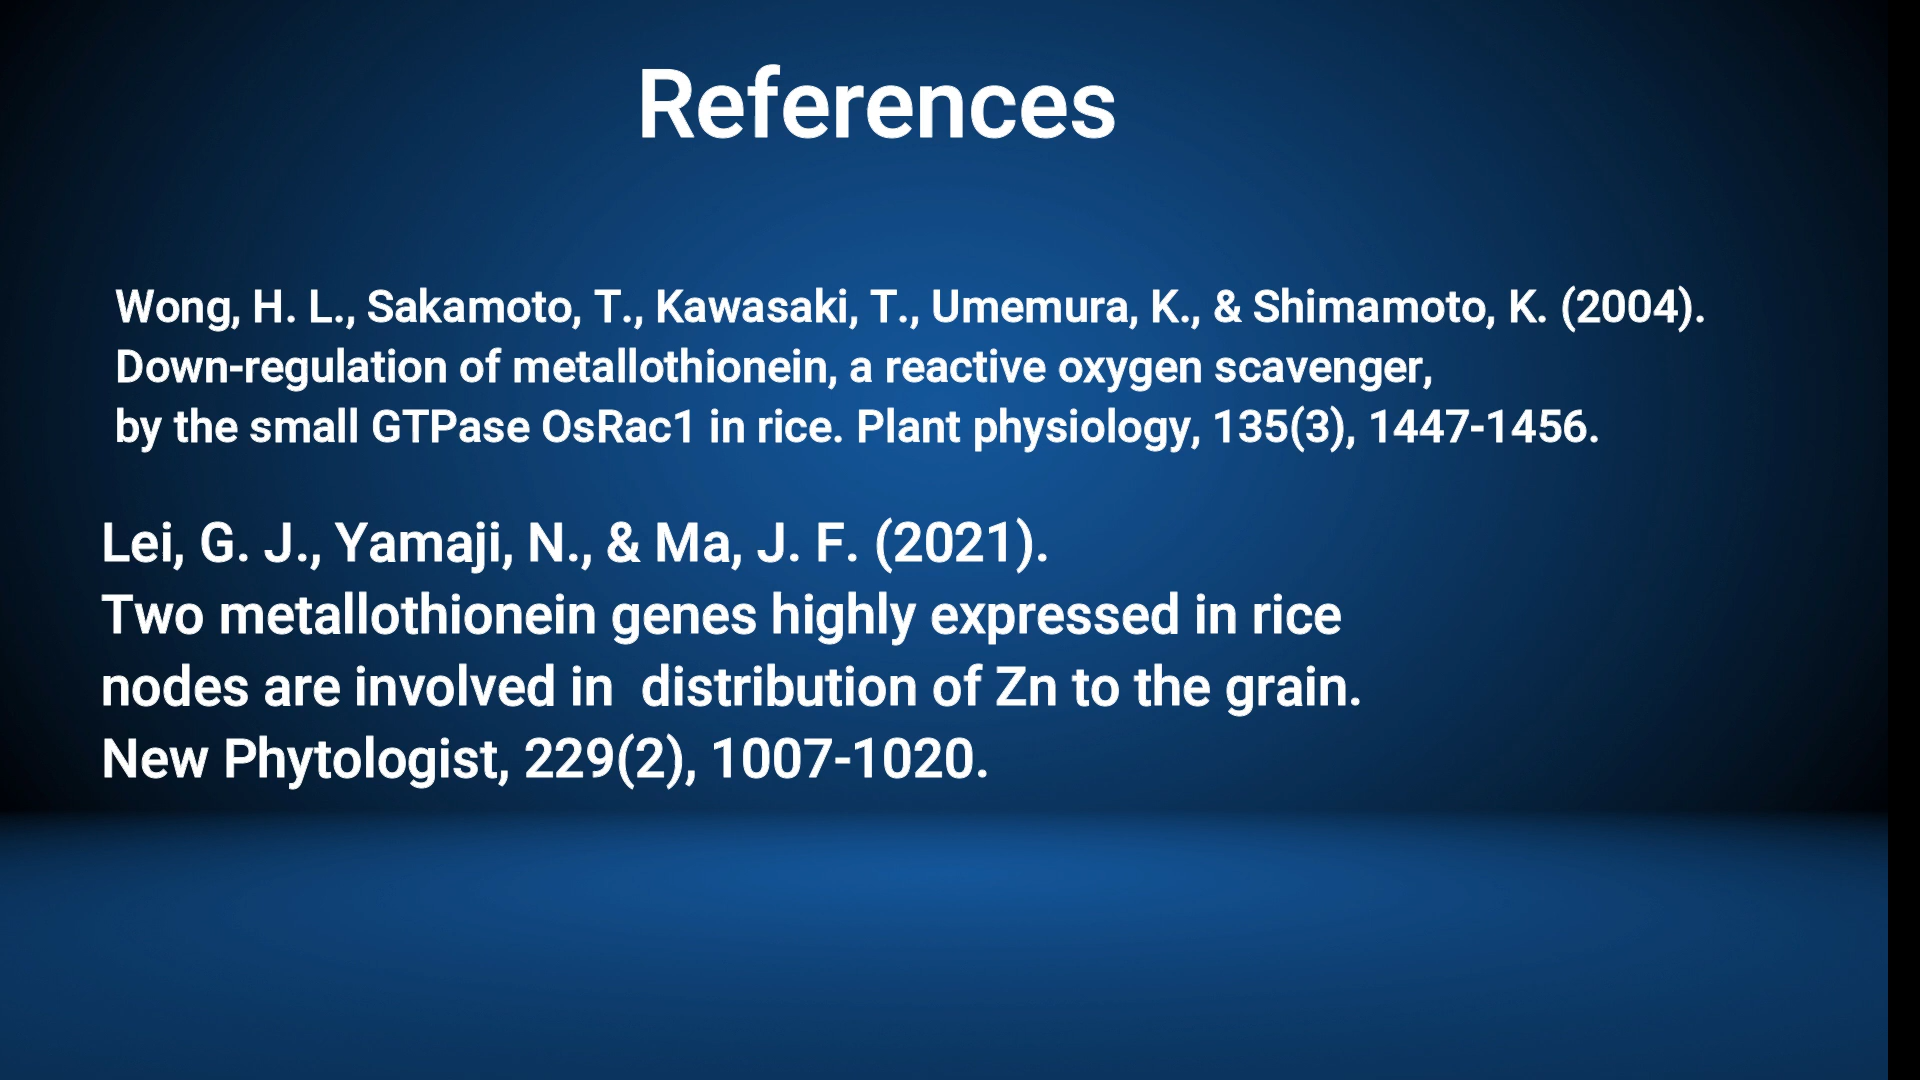 References
Wong, H. L., Sakamoto, T., Kawasaki, T., Umemura, K., & Shimamoto, K. (2004).
Down-regulation of metallothionein, a reactive oxygen scavenger,
by the small GTPase OsRac1 in rice. Plant physiology, 135(3), 1447-1456.
Lei, G. J., Yamaji, N., & Ma, J. F. (2021).
Two metallothionein genes highly expressed in rice
nodes are involved in  distribution of Zn to the grain.
New Phytologist, 229(2), 1007-1020.